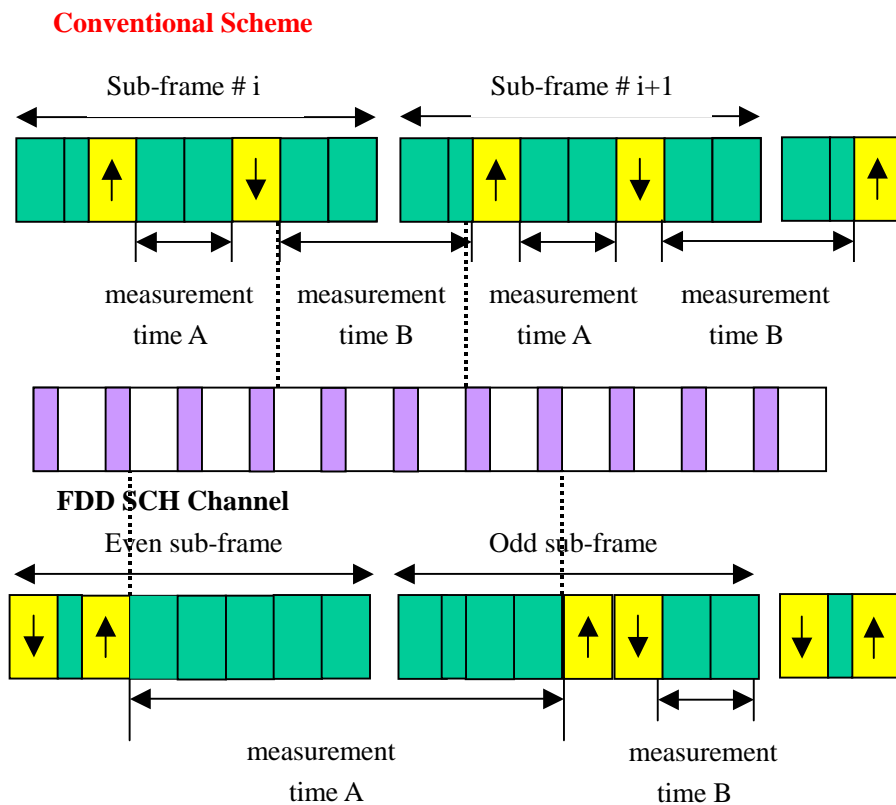 Conventional Scheme
Sub-frame # i
Sub-frame # i+1
measurement
time A
measurement
time B
measurement
time A
measurement
time B
FDD SCH Channel
Even sub-frame
Odd sub-frame
measurement
time A
measurement
time B